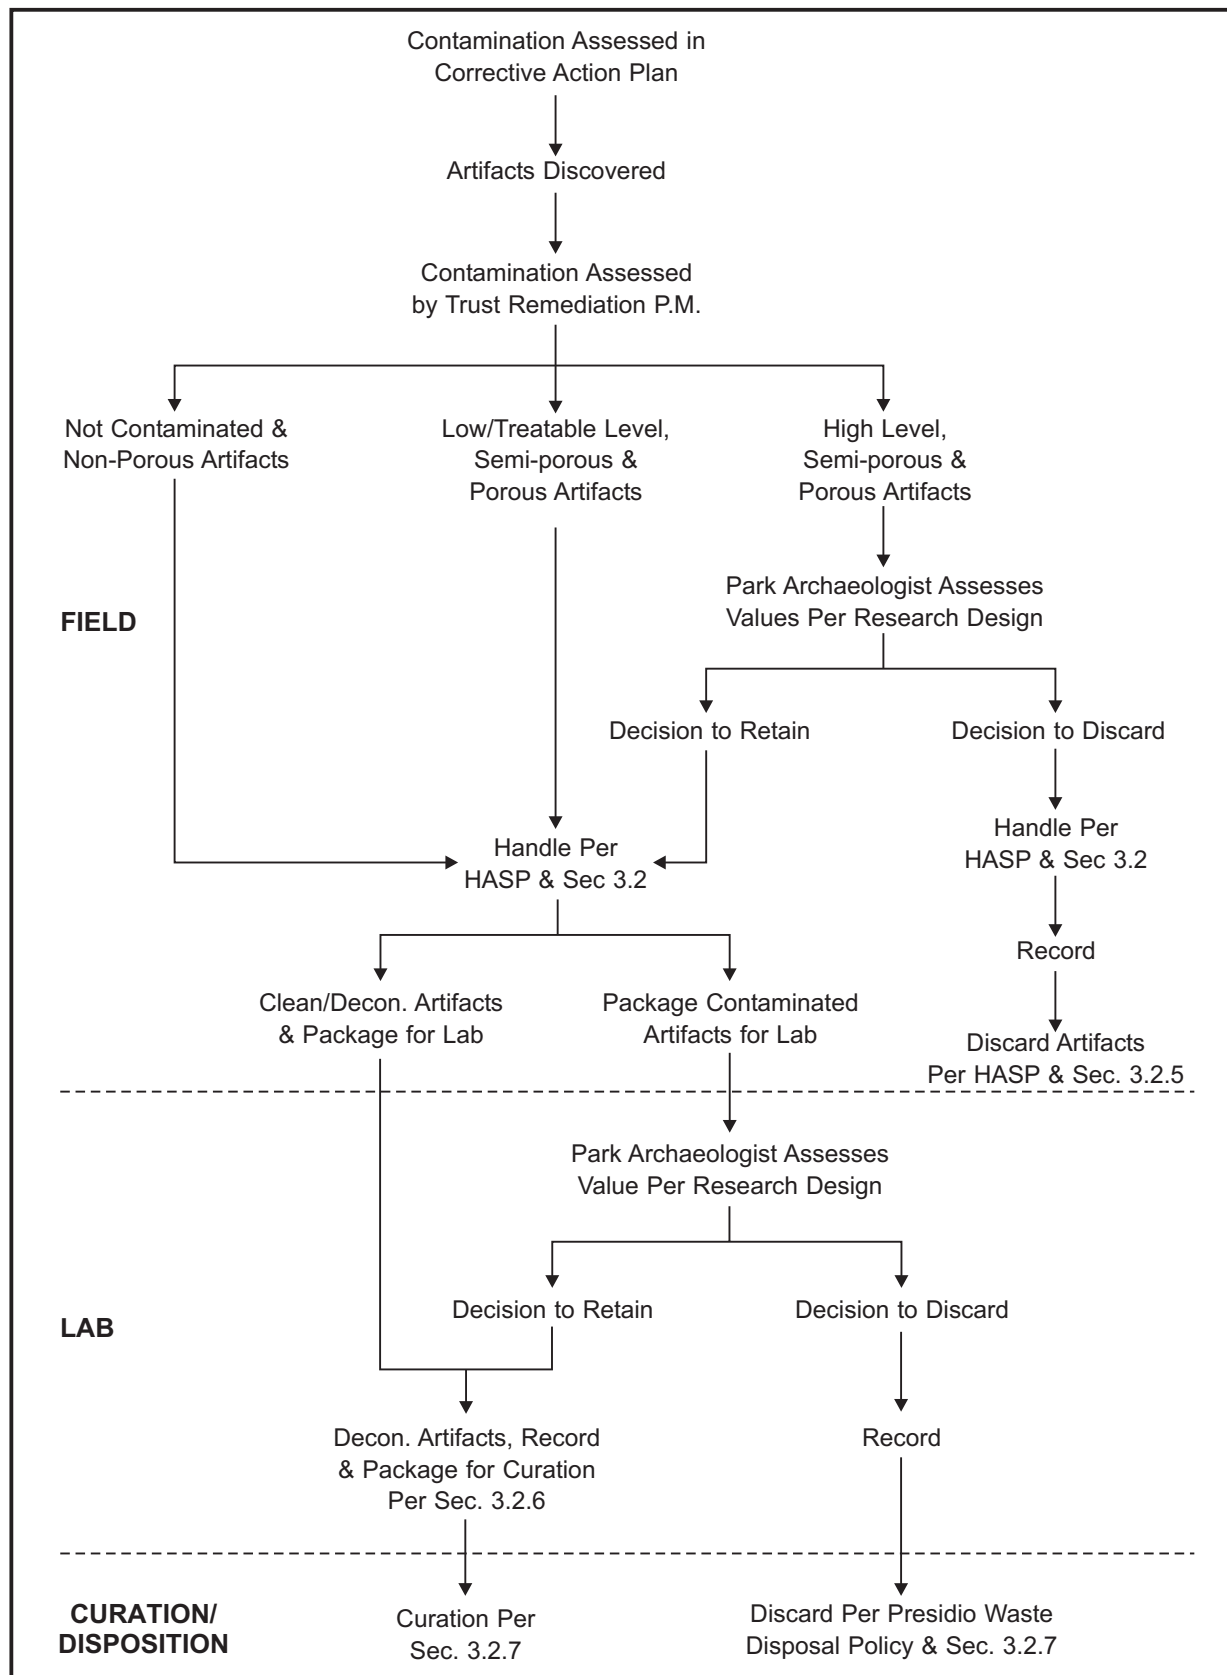 Contamination Assessed in
Corrective Action Plan
Artifacts Discovered
Contamination Assessed
by Trust Remediation P.M.
Not Contaminated &
Non-Porous Artifacts
Low/Treatable Level,
Semi-porous &
Porous Artifacts
High Level,
Semi-porous &
Porous Artifacts
Park Archaeologist Assesses
Values Per Research Design
FIELD
Decision to Retain
Decision to Discard
Handle Per
HASP & Sec 3.2
Handle Per
HASP & Sec 3.2
Record
Clean/Decon. Artifacts
& Package for Lab
Package Contaminated
Artifacts for Lab
Discard Artifacts
Per HASP & Sec. 3.2.5
Park Archaeologist Assesses
Value Per Research Design
LAB
Decision to Retain
Decision to Discard
Decon. Artifacts, Record
& Package for Curation
Per Sec. 3.2.6
Record
CURATION/
DISPOSITION
Curation Per
Sec. 3.2.7
Discard Per Presidio Waste
Disposal Policy & Sec. 3.2.7